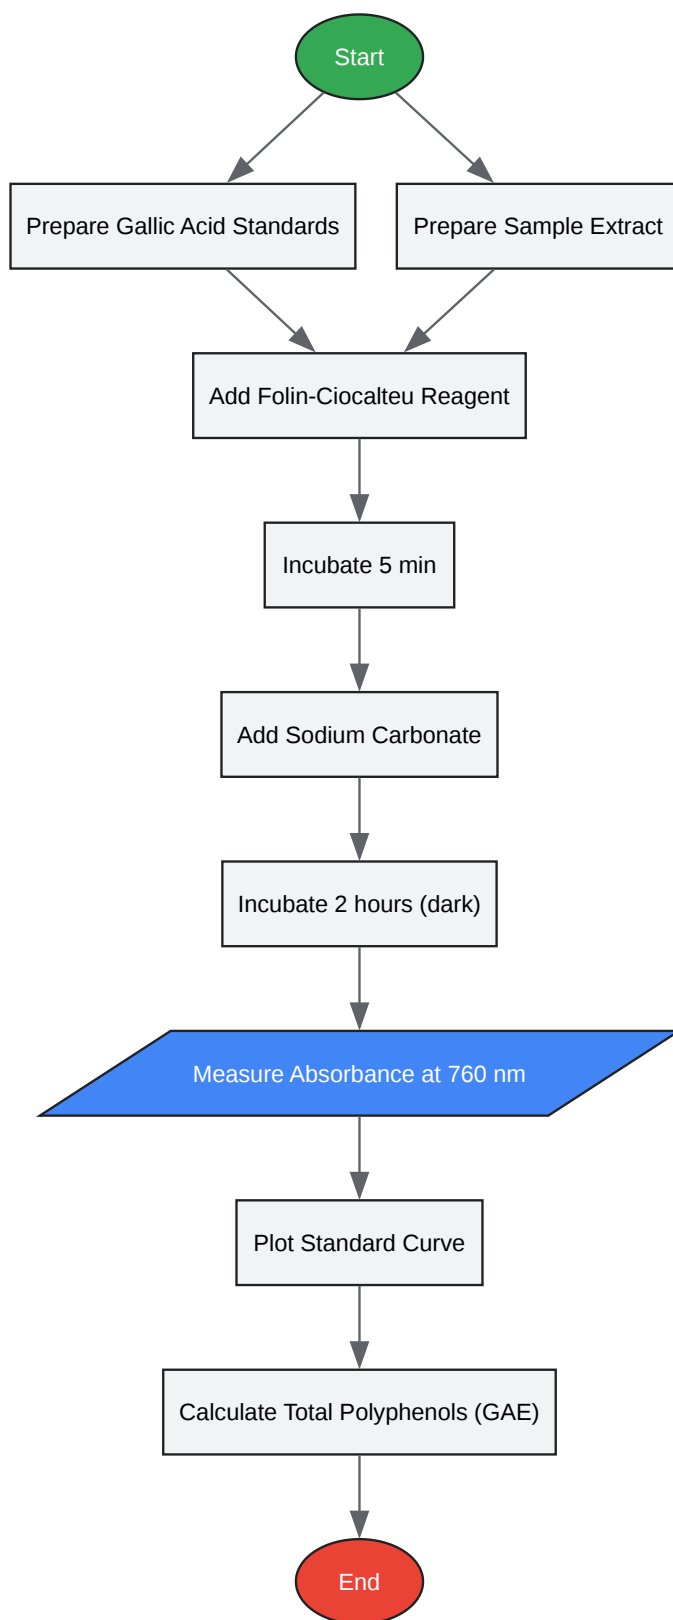 Start
Prepare Gallic Acid Standards
Prepare Sample Extract
Add Folin-Ciocalteu Reagent
Incubate 5 min
Add Sodium Carbonate
Incubate 2 hours (dark)
Measure Absorbance at 760 nm
Plot Standard Curve
Calculate Total Polyphenols (GAE)
End